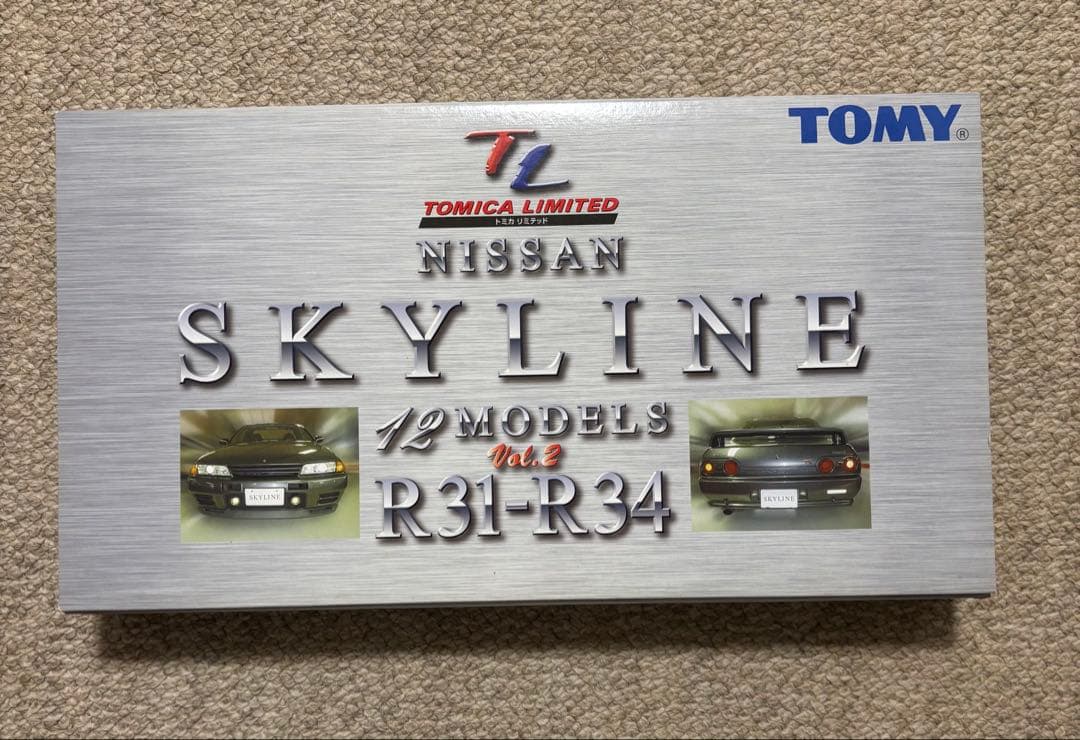 TOMY®
TL
TOMICA LIMITED
トミカ リミテッド
NISSAN
SKYLINE
12 MODELS
Vol.2
R31-R34
SKYLINE
SKYLINE